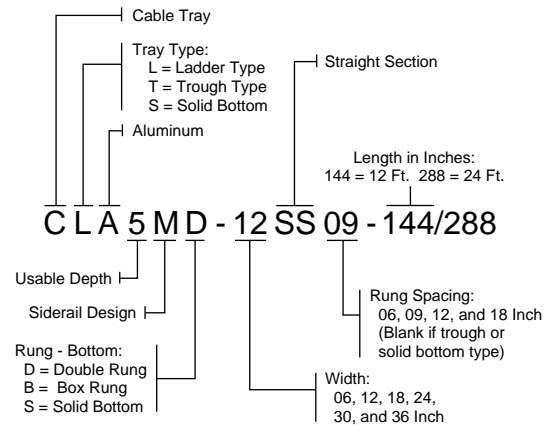 Cable Tray
Tray Type:
L = Ladder Type
T = Trough Type
S = Solid Bottom
Straight Section
Aluminum
Length in Inches:
144 = 12 Ft.  288 = 24 Ft.
C L A 5 M D - 12 SS 09 - 144/288
Usable Depth
Siderail Design
Rung - Bottom:
D = Double Rung
B =  Box Rung
S = Solid Bottom
Rung Spacing:
06, 09, 12, and 18 Inch
(Blank if trough or
solid bottom type)
Width:
06, 12, 18, 24,
30, and 36 Inch